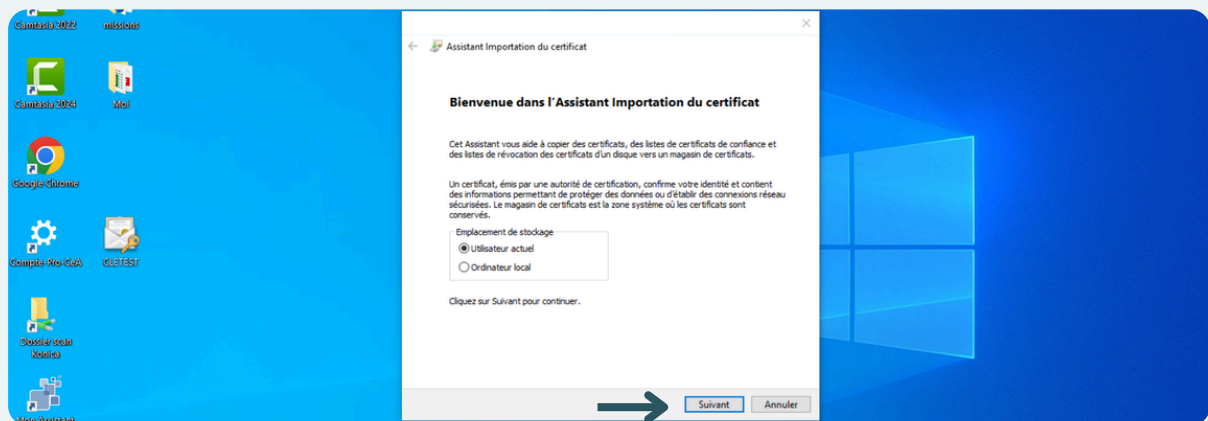 Camtasia 2022
missions
Camtasia 2024
Moi
Google Chrome
Compte-Pro-CeA
CLETEST
Dossier scan
Konica
Mon Assistant
Assistant Importation du certificat
Bienvenue dans l'Assistant Importation du certificat
Cet Assistant vous aide à copier des certificats, des listes de certificats de confiance et
des listes de révocation des certificats d'un disque vers un magasin de certificats.
Un certificat, émis par une autorité de certification, confirme votre identité et contient
des informations permettant de protéger des données ou d'établir des connexions réseau
sécurisées. Le magasin de certificats est la zone système où les certificats sont
conservés.
Emplacement de stockage
Utilisateur actuel
Ordinateur local
Cliquez sur Suivant pour continuer.
Suivant
Annuler